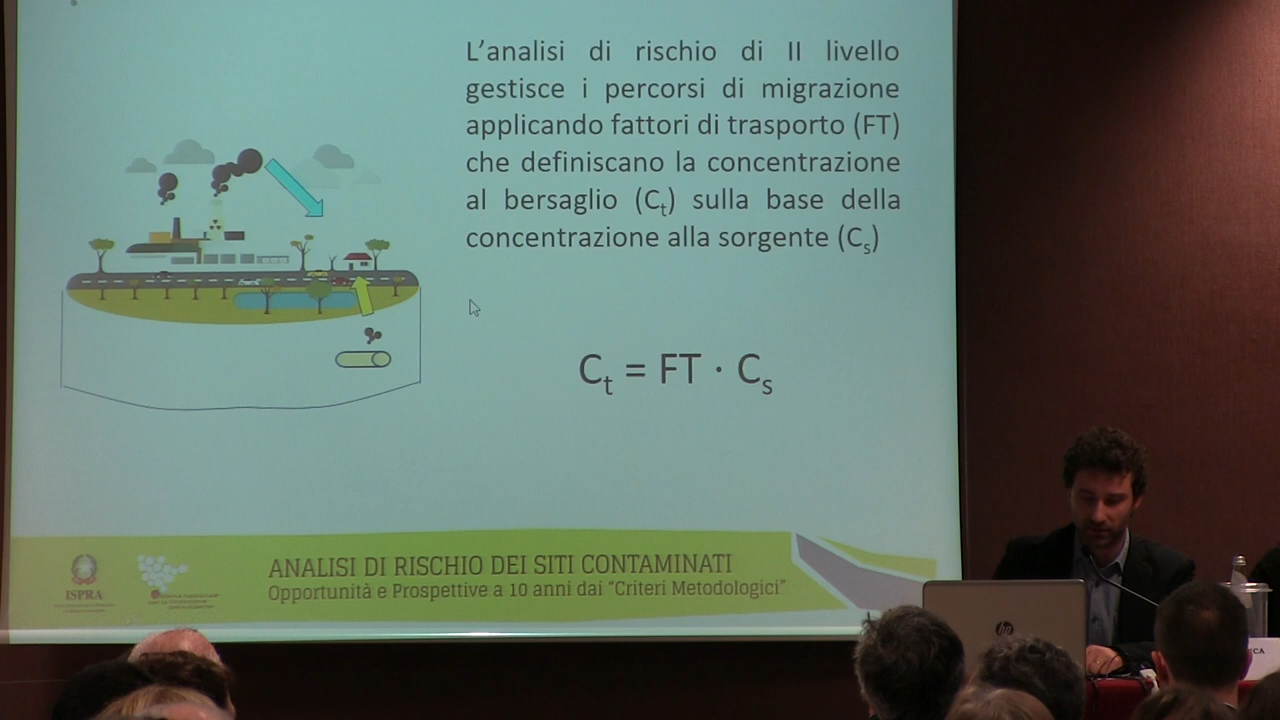 L'analisi di rischio di II livello
gestisce i percorsi di migrazione
applicando fattori di trasporto (FT)
che definiscano la concentrazione
al bersaglio (Ct) sulla base della
concentrazione alla sorgente (Cs)
Ct = FT · Cs
ISPRA
ANALISI DI RISCHIO DEI SITI CONTAMINATI
Opportunità e Prospettive a 10 anni dai "Criteri Metodologici"
hp